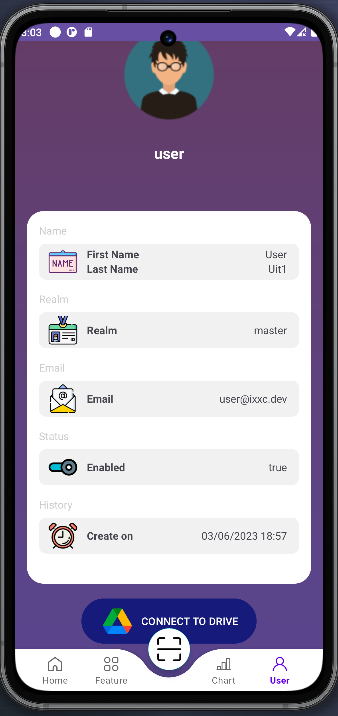 :03
user
Name
NAME
First Name User
Last Name Uit1
Realm
Realm master
Email
@
Email user@ixxc.dev
Status
Enabled true
History
Create on 03/06/2023 18:57
CONNECT TO DRIVE
Home Feature Chart User